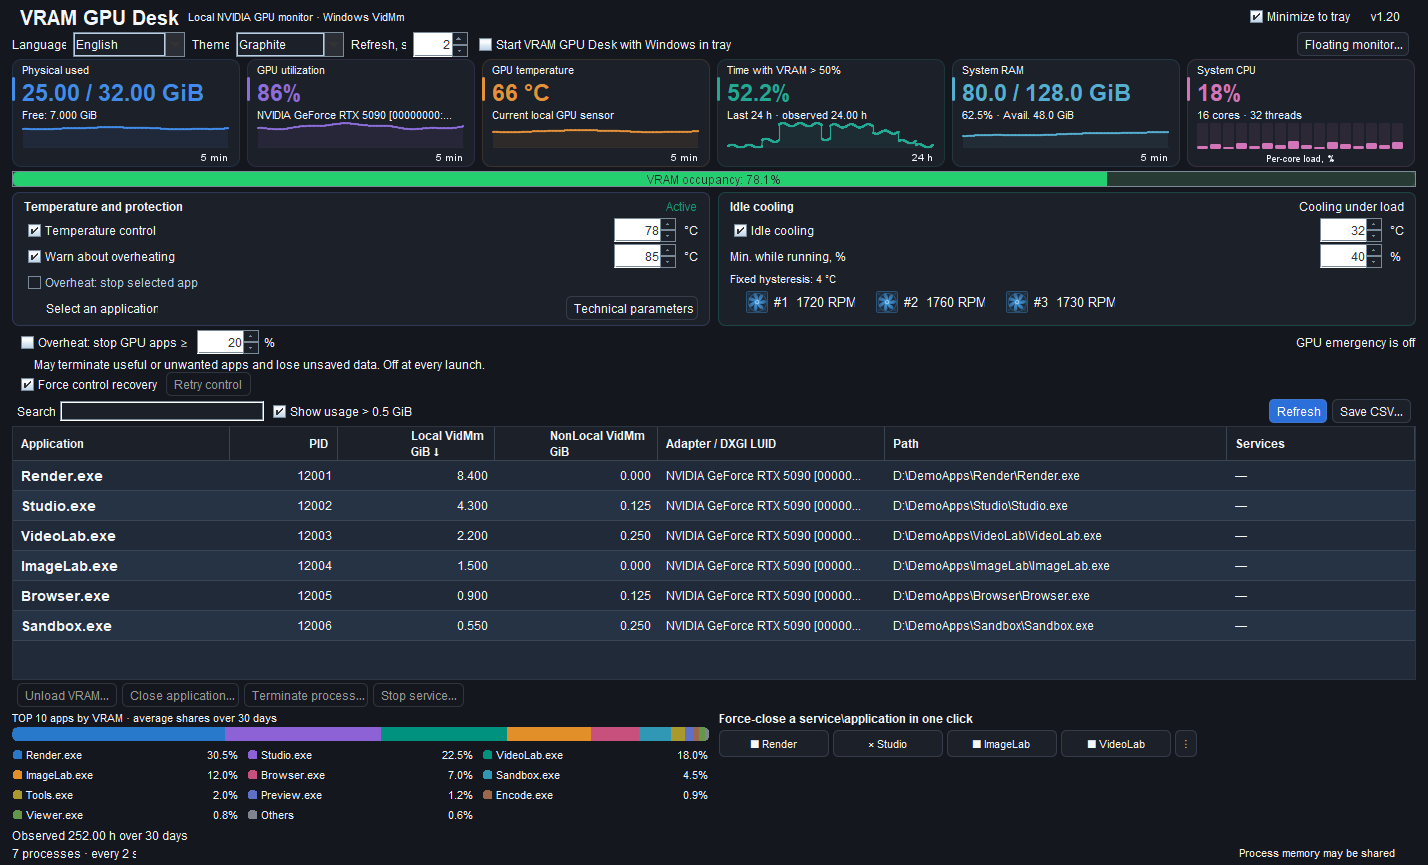 VRAM GPU Desk Local NVIDIA GPU monitor · Windows VidMm Minimize to tray v1.20
Language English Theme Graphite Refresh, s 2 Start VRAM GPU Desk with Windows in tray Floating monitor...
Physical used
25.00 / 32.00 GiB
Free: 7.000 GiB
5 min
GPU utilization
86%
NVIDIA GeForce RTX 5090 [00000000:...
5 min
GPU temperature
66 °C
Current local GPU sensor
5 min
Time with VRAM > 50%
52.2%
Last 24 h · observed 24.00 h
24 h
System RAM
80.0 / 128.0 GiB
62.5% · Avail. 48.0 GiB
5 min
System CPU
18%
16 cores · 32 threads
Per-core load, %
VRAM occupancy: 78.1%
Temperature and protection Active
Temperature control 78 °C
Warn about overheating 85 °C
Overheat: stop selected app
Select an application Technical parameters
Idle cooling Cooling under load
Idle cooling 32 °C
Min. while running, % 40 %
Fixed hysteresis: 4 °C
#1 1720 RPM #2 1760 RPM #3 1730 RPM
Overheat: stop GPU apps ≥ 20 % GPU emergency is off
May terminate useful or unwanted apps and lose unsaved data. Off at every launch.
Force control recovery Retry control
Search Show usage > 0.5 GiB Refresh Save CSV...
Application PID Local VidMm GiB ↓ NonLocal VidMm GiB Adapter / DXGI LUID Path Services
Render.exe 12001 8.400 0.000 NVIDIA GeForce RTX 5090 [00000... D:\DemoApps\Render\Render.exe —
Studio.exe 12002 4.300 0.125 NVIDIA GeForce RTX 5090 [00000... D:\DemoApps\Studio\Studio.exe —
VideoLab.exe 12003 2.200 0.250 NVIDIA GeForce RTX 5090 [00000... D:\DemoApps\VideoLab\VideoLab.exe —
ImageLab.exe 12004 1.500 0.000 NVIDIA GeForce RTX 5090 [00000... D:\DemoApps\ImageLab\ImageLab.exe —
Browser.exe 12005 0.900 0.125 NVIDIA GeForce RTX 5090 [00000... D:\DemoApps\Browser\Browser.exe —
Sandbox.exe 12006 0.550 0.250 NVIDIA GeForce RTX 5090 [00000... D:\DemoApps\Sandbox\Sandbox.exe —
Unload VRAM... Close application... Terminate process... Stop service...
TOP 10 apps by VRAM · average shares over 30 days
Render.exe 30.5% Studio.exe 22.5% VideoLab.exe 18.0%
ImageLab.exe 12.0% Browser.exe 7.0% Sandbox.exe 4.5%
Tools.exe 2.0% Preview.exe 1.2% Encode.exe 0.9%
Viewer.exe 0.8% Others 0.6%
Observed 252.00 h over 30 days
7 processes · every 2 s
Force-close a service\application in one click
■ Render × Studio ■ ImageLab ■ VideoLab ⋮
Process memory may be shared